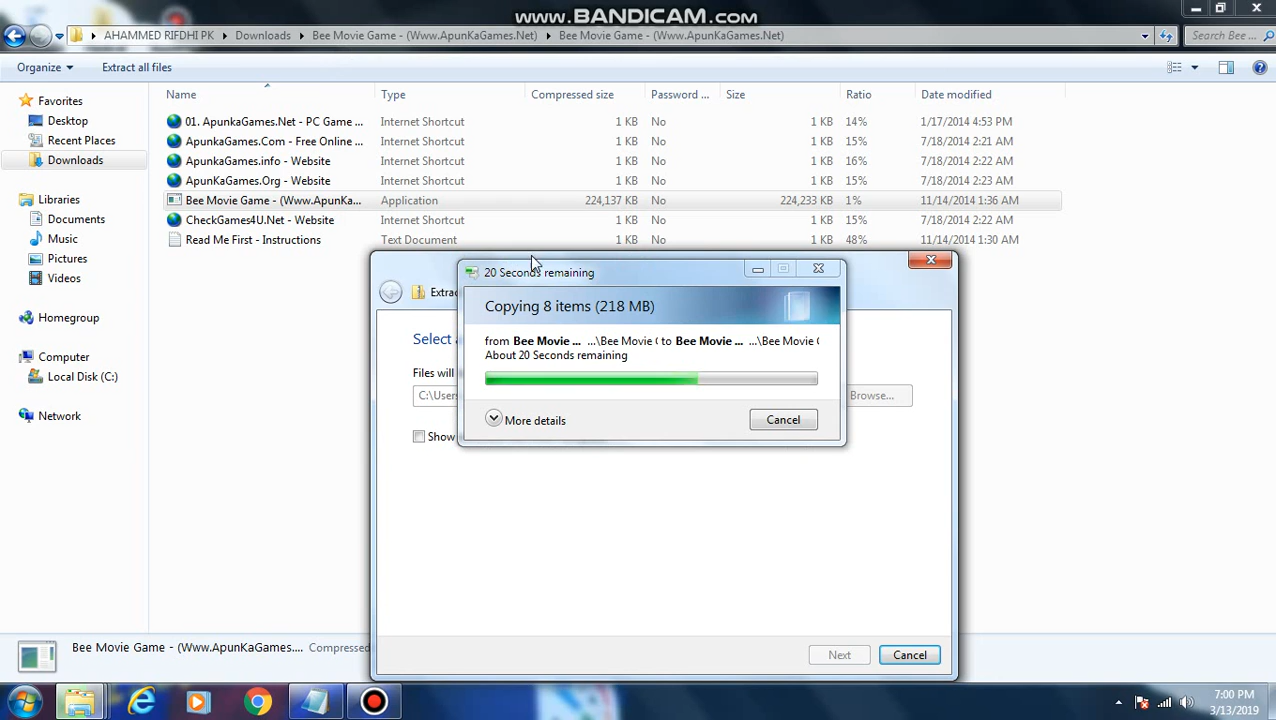 www.BANDICAM.com
AHAMMED RIFDHI PK Downloads Bee Movie Game - (Www.ApunKaGames.Net) Bee Movie Game - (Www.ApunKaGames.Net) Search Bee ...
Organize Extract all files
Name Type Compressed size Password ... Size Ratio Date modified
Favorites
Desktop
Recent Places
Downloads
Libraries
Documents
Music
Pictures
Videos
Homegroup
Computer
Local Disk (C:)
Network
01. ApunkaGames.Net - PC Game ... Internet Shortcut 1 KB No 1 KB 14% 1/17/2014 4:53 PM
ApunkaGames.Com - Free Online ... Internet Shortcut 1 KB No 1 KB 15% 7/18/2014 2:21 AM
ApunkaGames.info - Website Internet Shortcut 1 KB No 1 KB 16% 7/18/2014 2:22 AM
ApunKaGames.Org - Website Internet Shortcut 1 KB No 1 KB 15% 7/18/2014 2:23 AM
Bee Movie Game - (Www.ApunKa... Application 224,137 KB No 224,233 KB 1% 11/14/2014 1:36 AM
CheckGames4U.Net - Website Internet Shortcut 1 KB No 1 KB 15% 7/18/2014 2:22 AM
Read Me First - Instructions Text Document 1 KB No 1 KB 48% 11/14/2014 1:30 AM
20 Seconds remaining
Extrac
Copying 8 items (218 MB)
Select
from Bee Movie ... ...\Bee Movie ( to Bee Movie ... ...\Bee Movie (
About 20 Seconds remaining
Files will
C:\Users
Browse...
More details Cancel
Show
Next Cancel
Bee Movie Game - (Www.ApunKaGames.... Compressed
7:00 PM
3/13/2019